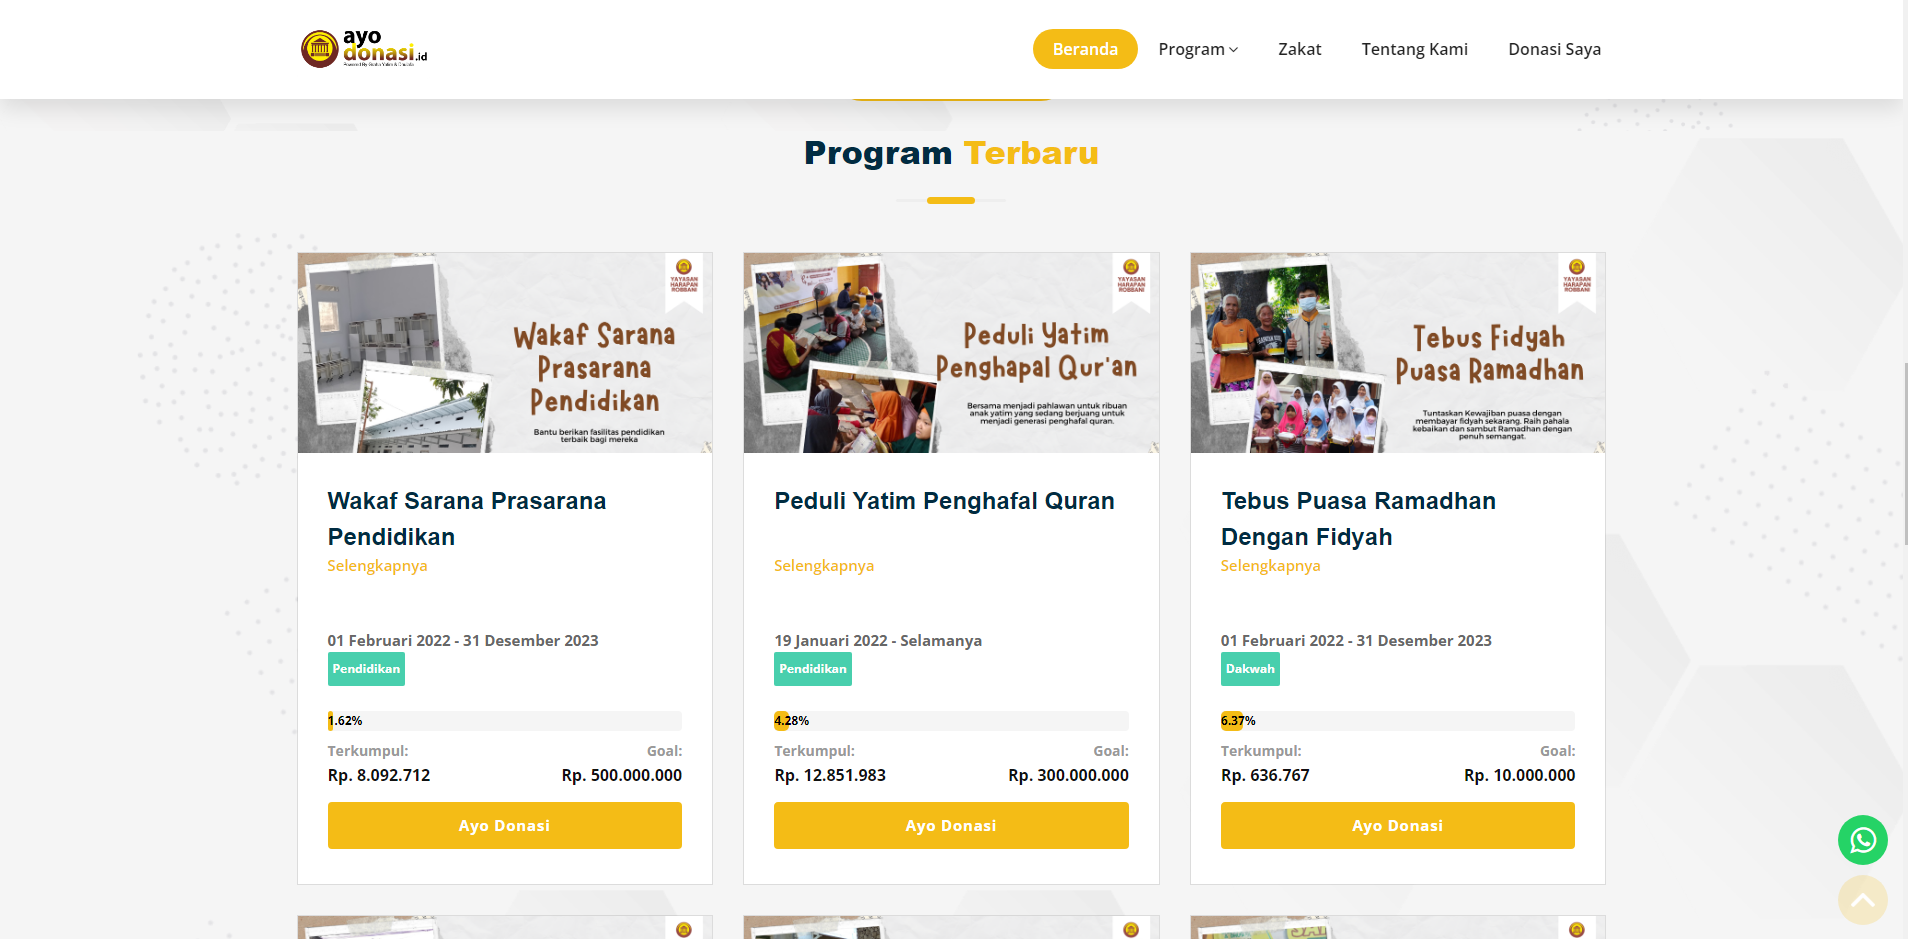 ayo
donasi.id
Beranda
Program
Zakat
Tentang Kami
Donasi Saya
Program Terbaru
YAYASAN
HARAPAN
ROBBANI
Wakaf Sarana
Prasarana
Pendidikan
Bantu berikan fasilitas pendidikan
terbaik bagi mereka
Wakaf Sarana Prasarana
Pendidikan
Selengkapnya
01 Februari 2022 - 31 Desember 2023
Pendidikan
1.62%
Terkumpul:
Goal:
Rp. 8.092.712
Rp. 500.000.000
Ayo Donasi
YAYASAN
HARAPAN
ROBBANI
Peduli Yatim
Penghapal Qur'an
Bersama menjadi pahlawan untuk ribuan
anak yatim yang sedang berjuang untuk
menjadi generasi penghafal quran.
Peduli Yatim Penghafal Quran
Selengkapnya
19 Januari 2022 - Selamanya
Pendidikan
4.28%
Terkumpul:
Goal:
Rp. 12.851.983
Rp. 300.000.000
Ayo Donasi
YAYASAN
HARAPAN
ROBBANI
Tebus Fidyah
Puasa Ramadhan
Tuntaskan Kewajiban puasa dengan
membayar fidyah sekarang. Raih pahala
kebaikan dan sambut Ramadhan dengan
penuh semangat.
Tebus Puasa Ramadhan
Dengan Fidyah
Selengkapnya
01 Februari 2022 - 31 Desember 2023
Dakwah
6.37%
Terkumpul:
Goal:
Rp. 636.767
Rp. 10.000.000
Ayo Donasi